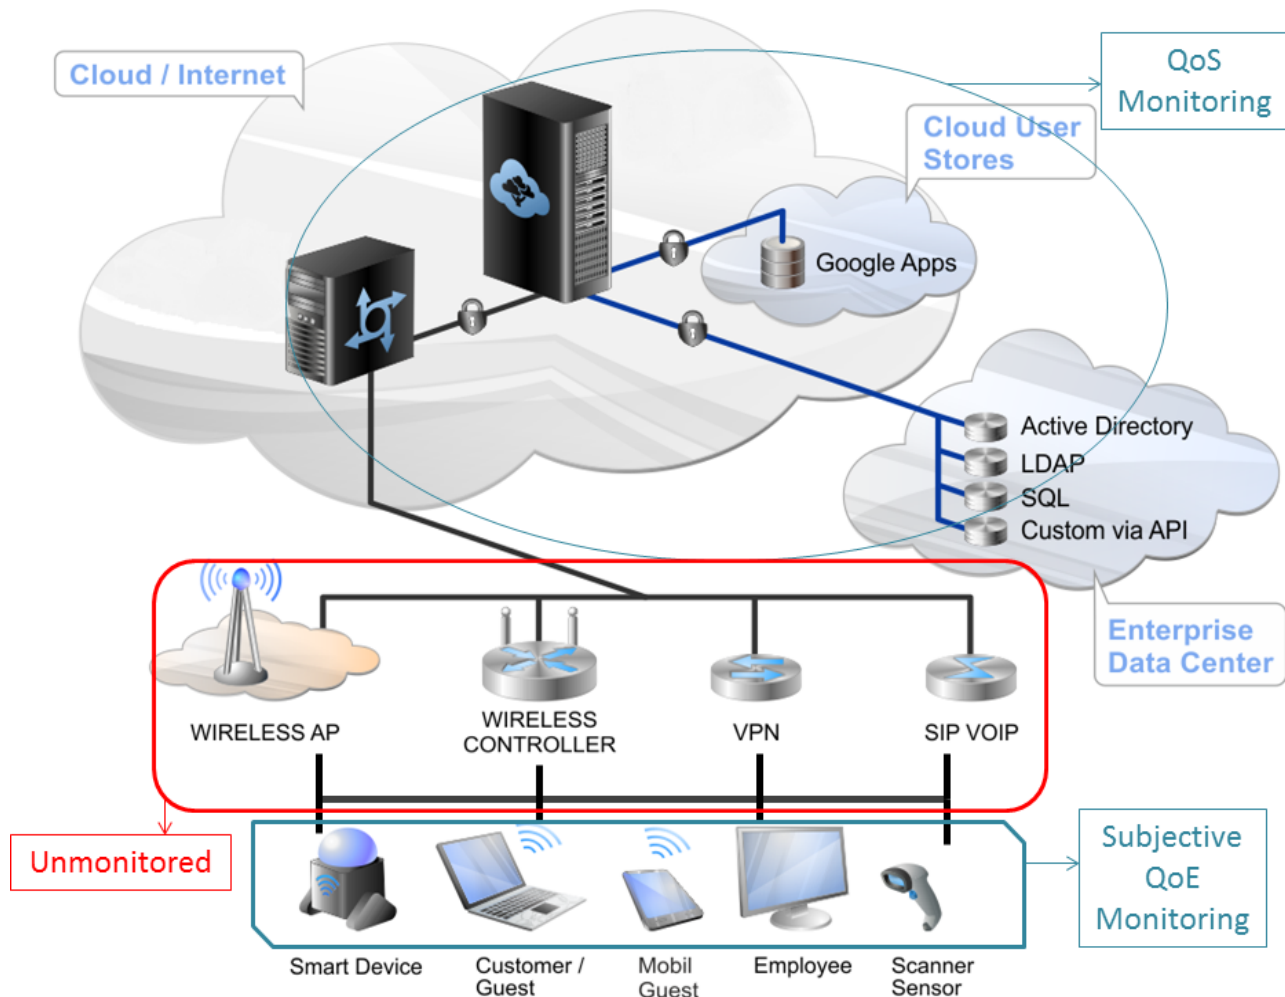 Cloud / Internet
QoS
Monitoring
Cloud User
Stores
Google Apps
Active Directory
LDAP
SQL
Custom via API
Enterprise
Data Center
WIRELESS AP
WIRELESS
CONTROLLER
VPN
SIP VOIP
Unmonitored
Subjective
QoE
Monitoring
Smart Device
Customer /
Guest
Mobil
Guest
Employee
Scanner
Sensor